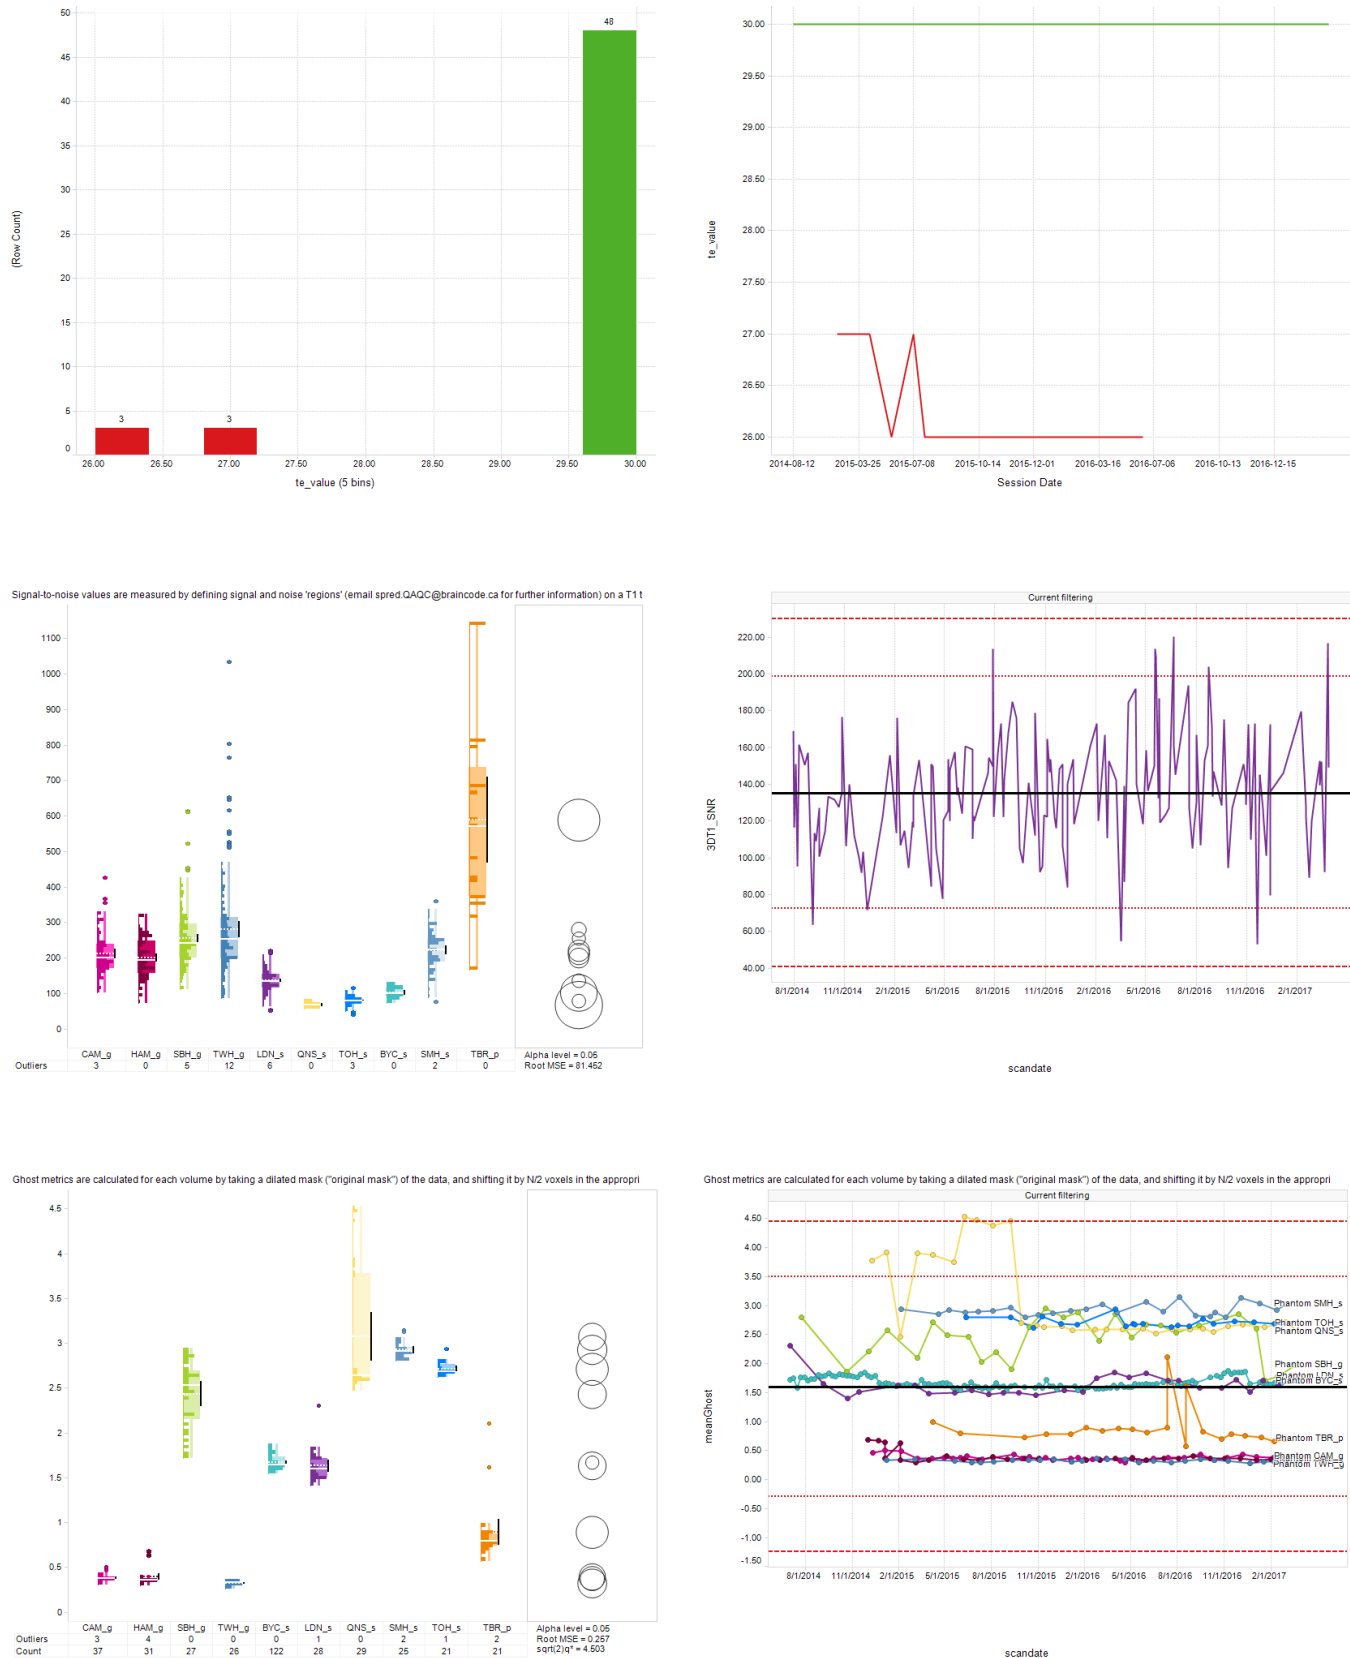 50
45
40
35
30
25
20
15
10
5
0
(Row Count)
3
3
48
26.00 26.50 27.00 27.50 28.00 28.50 29.00 29.50 30.00
te_value (5 bins)
30.00
29.50
29.00
28.50
28.00
27.50
27.00
26.50
26.00
te_value
2014-08-12 2015-03-25 2015-07-08 2015-10-14 2015-12-01 2016-03-16 2016-07-06 2016-10-13 2016-12-15
Session Date
Signal-to-noise values are measured by defining signal and noise 'regions' (email spred.QAQC@braincode.ca for further information) on a T1 t
1100
1000
900
800
700
600
500
400
300
200
100
0
CAM_g HAM_g SBH_g TWH_g LDN_s QNS_s TOH_s BYC_s SMH_s TBR_p
Outliers 3 0 5 12 6 0 3 0 2 0
Alpha level = 0.05
Root MSE = 81.452
Current filtering
220.00
200.00
180.00
160.00
140.00
120.00
100.00
80.00
60.00
40.00
3DT1_SNR
8/1/2014 11/1/2014 2/1/2015 5/1/2015 8/1/2015 11/1/2015 2/1/2016 5/1/2016 8/1/2016 11/1/2016 2/1/2017
scandate
Ghost metrics are calculated for each volume by taking a dilated mask ("original mask") of the data, and shifting it by N/2 voxels in the appropri
4.5
4
3.5
3
2.5
2
1.5
1
0.5
0
CAM_g HAM_g SBH_g TWH_g BYC_s LDN_s QNS_s SMH_s TOH_s TBR_p
Outliers 3 4 0 0 0 1 0 2 1 2
Count 37 31 27 26 122 28 29 25 21 21
Alpha level = 0.05
Root MSE = 0.257
sqrt(2)q* = 4.503
Ghost metrics are calculated for each volume by taking a dilated mask ("original mask") of the data, and shifting it by N/2 voxels in the appropri
Current filtering
4.50
4.00
3.50
3.00
2.50
2.00
1.50
1.00
0.50
0.00
-0.50
-1.00
-1.50
meanGhost
Phantom SMH_s
Phantom TOH_s
Phantom QNS_s
Phantom SBH_g
Phantom LDN_s
Phantom BYC_s
Phantom TBR_p
Phantom CAM_g
Phantom TWH_g
8/1/2014 11/1/2014 2/1/2015 5/1/2015 8/1/2015 11/1/2015 2/1/2016 5/1/2016 8/1/2016 11/1/2016 2/1/2017
scandate